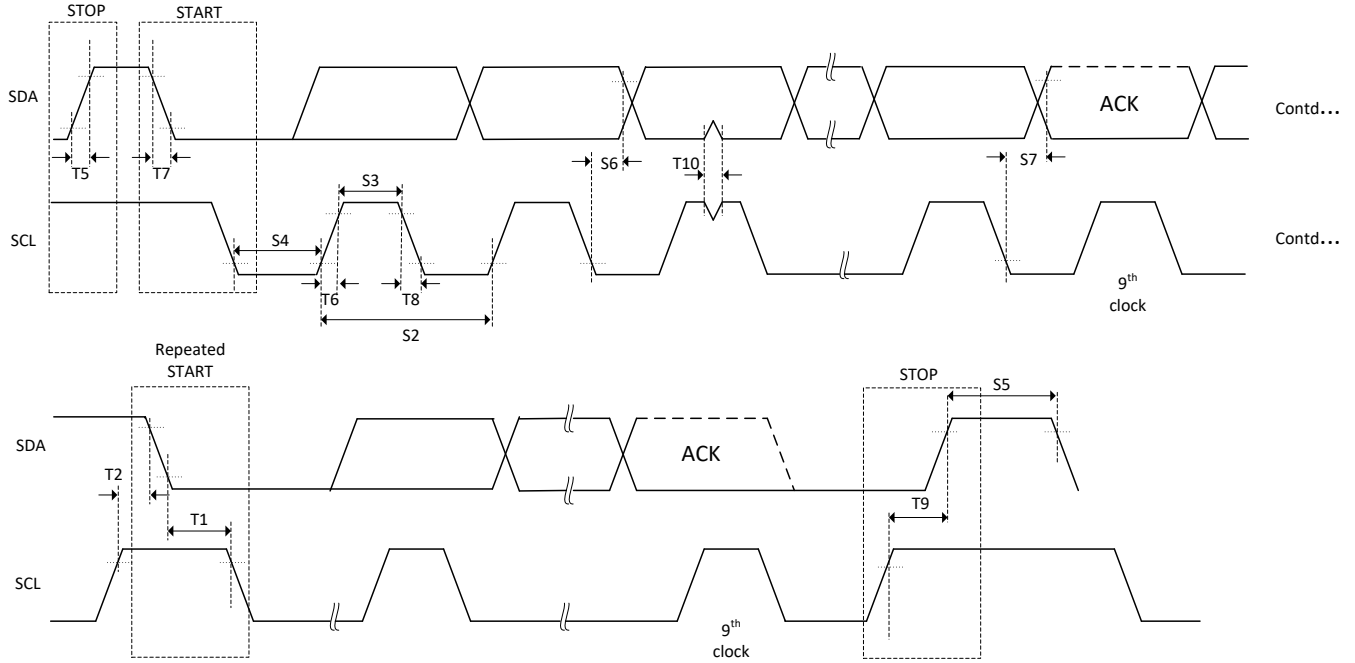 STOP
START
SDA
ACK
Contd...
T5
T7
S6
T10
S7
S3
SCL
S4
Contd...
T6
T8
9th
clock
S2
Repeated
START
STOP
S5
SDA
ACK
T2
T9
T1
SCL
9th
clock